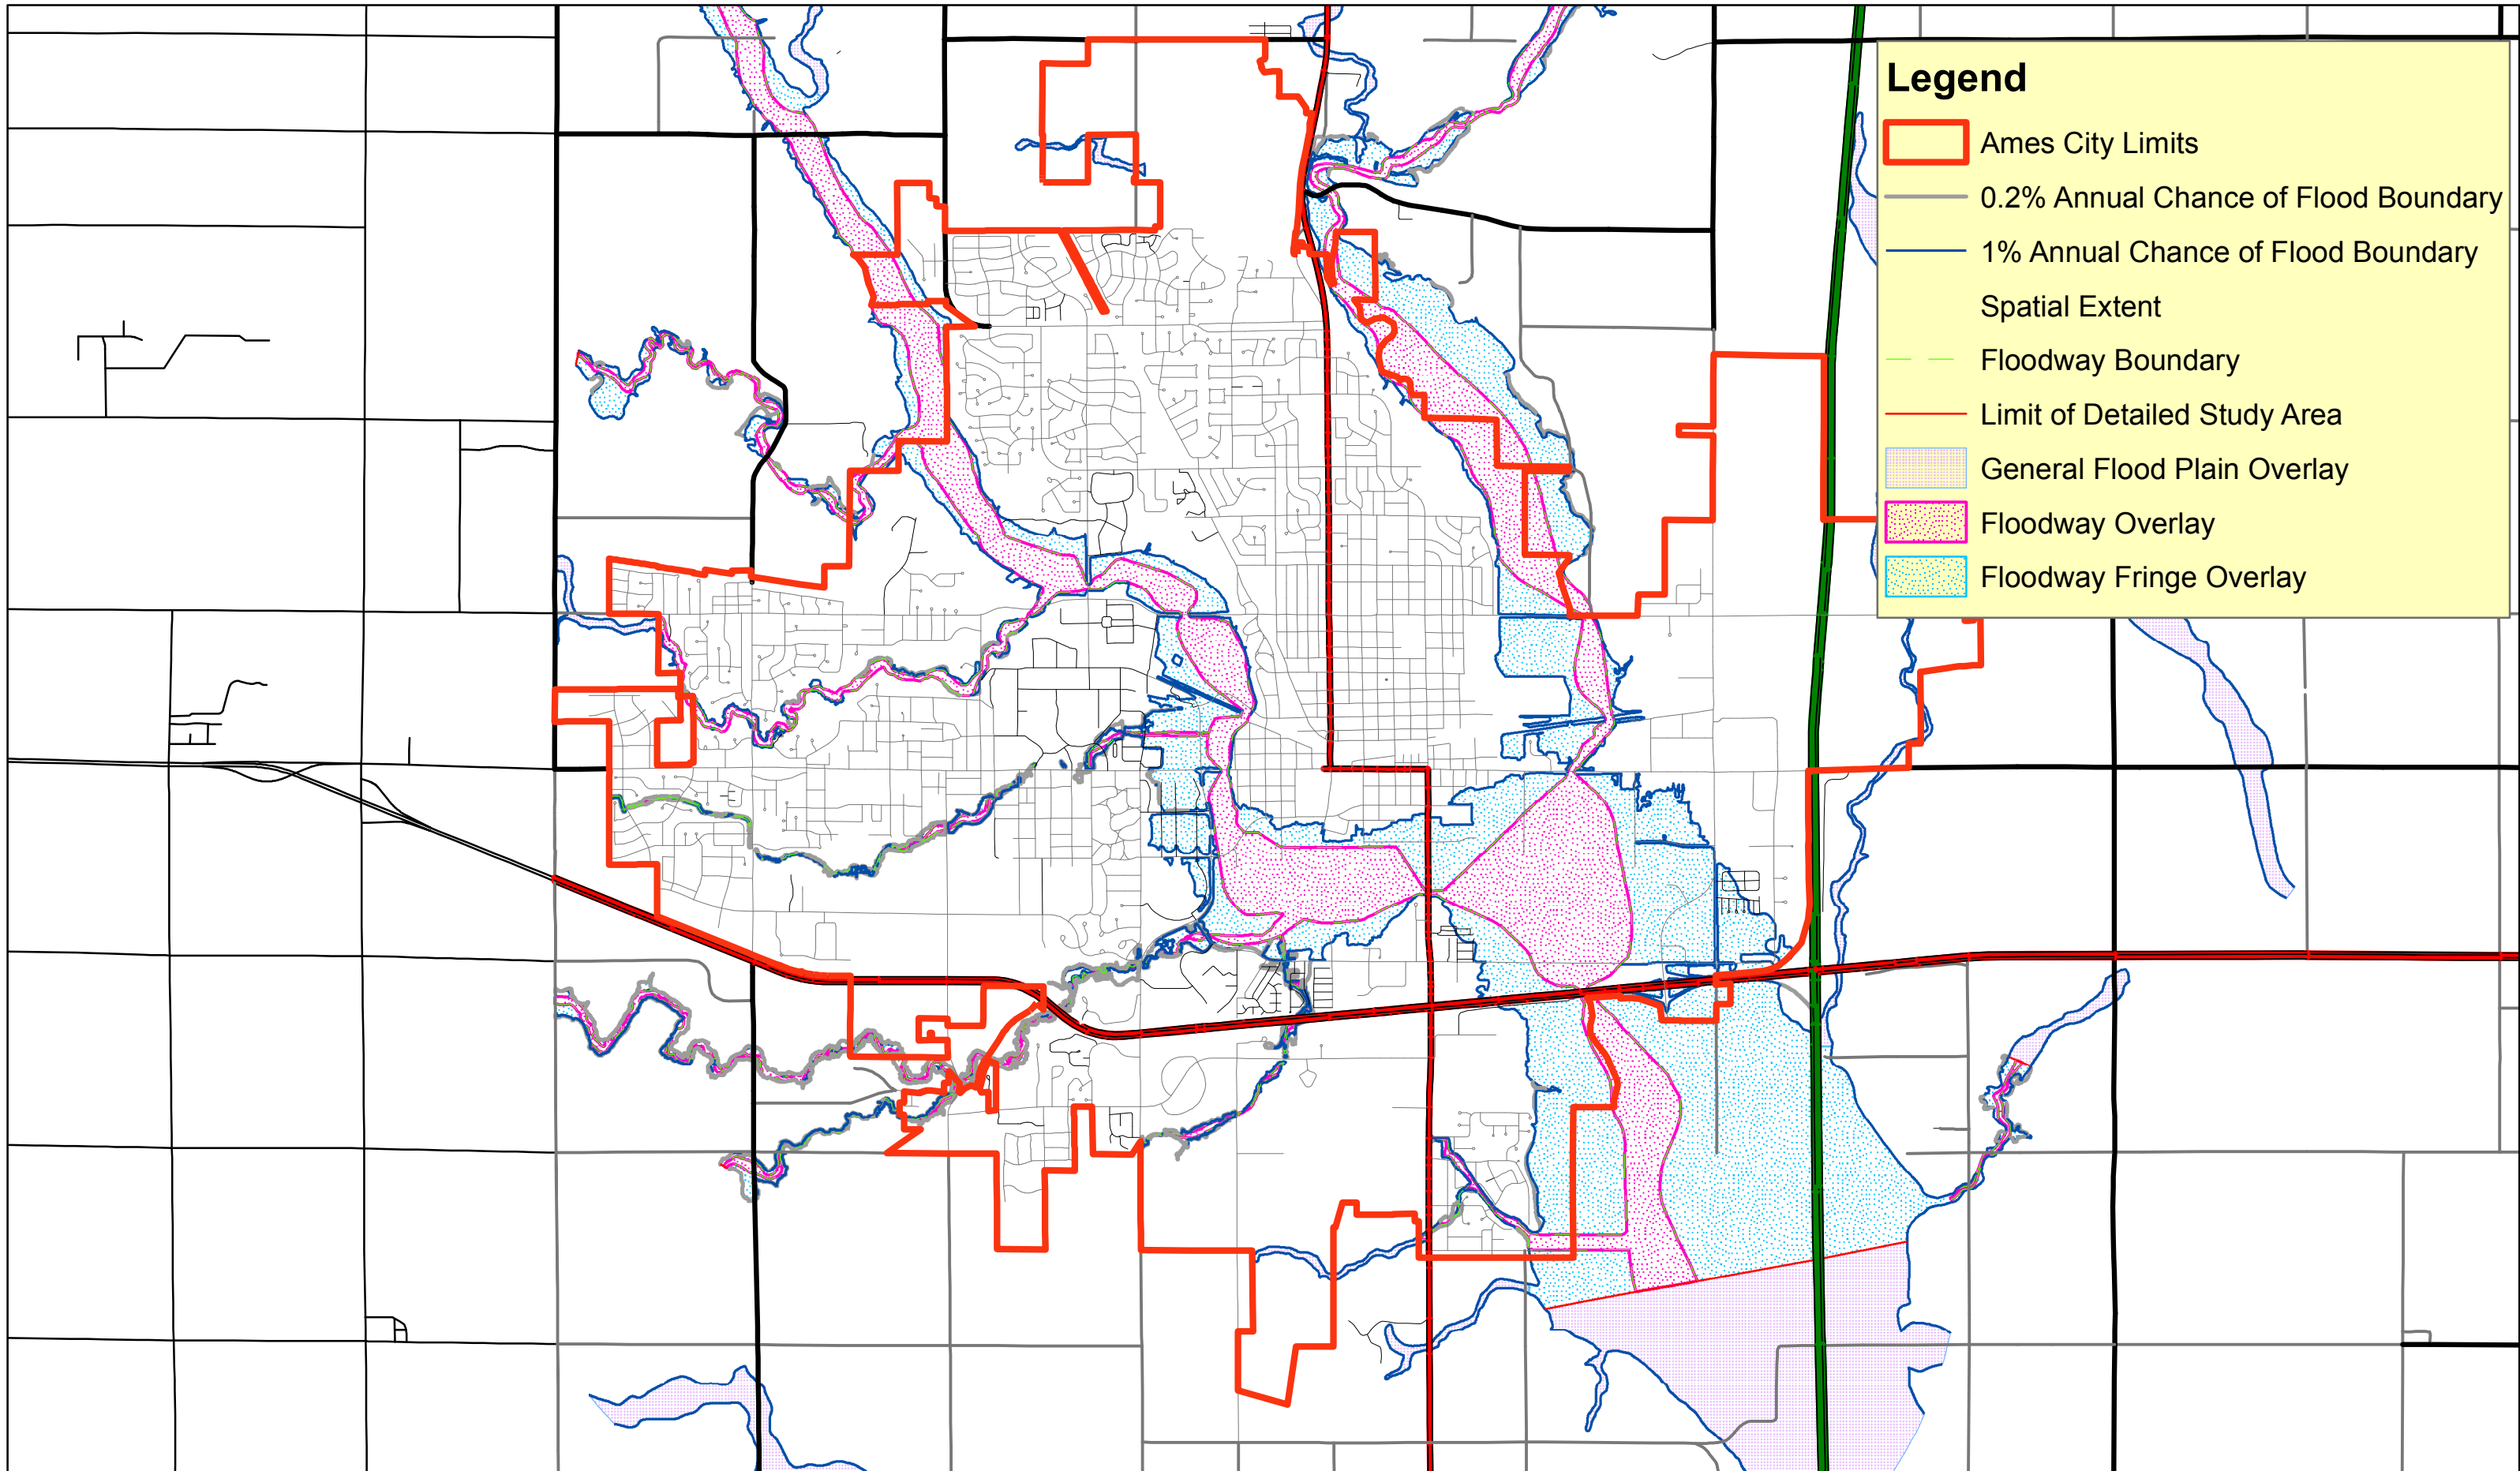 Legend
Ames City Limits
0.2% Annual Chance of Flood Boundary
1% Annual Chance of Flood Boundary
Spatial Extent
Floodway Boundary
Limit of Detailed Study Area
General Flood Plain Overlay
Floodway Overlay
Floodway Fringe Overlay